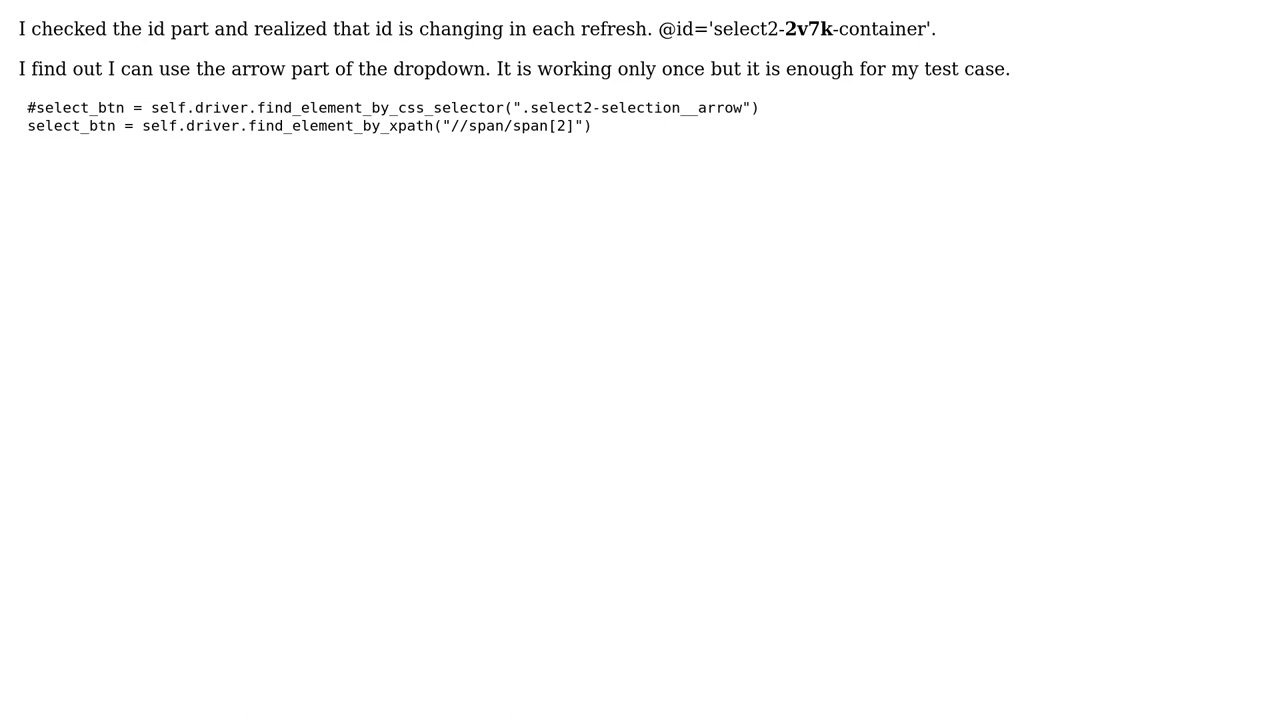 I checked the id part and realized that id is changing in each refresh. @id='select2-2v7k-container'.
I find out I can use the arrow part of the dropdown. It is working only once but it is enough for my test case.
#select_btn = self.driver.find_element_by_css_selector(".select2-selection__arrow")
select_btn = self.driver.find_element_by_xpath("//span/span[2]")